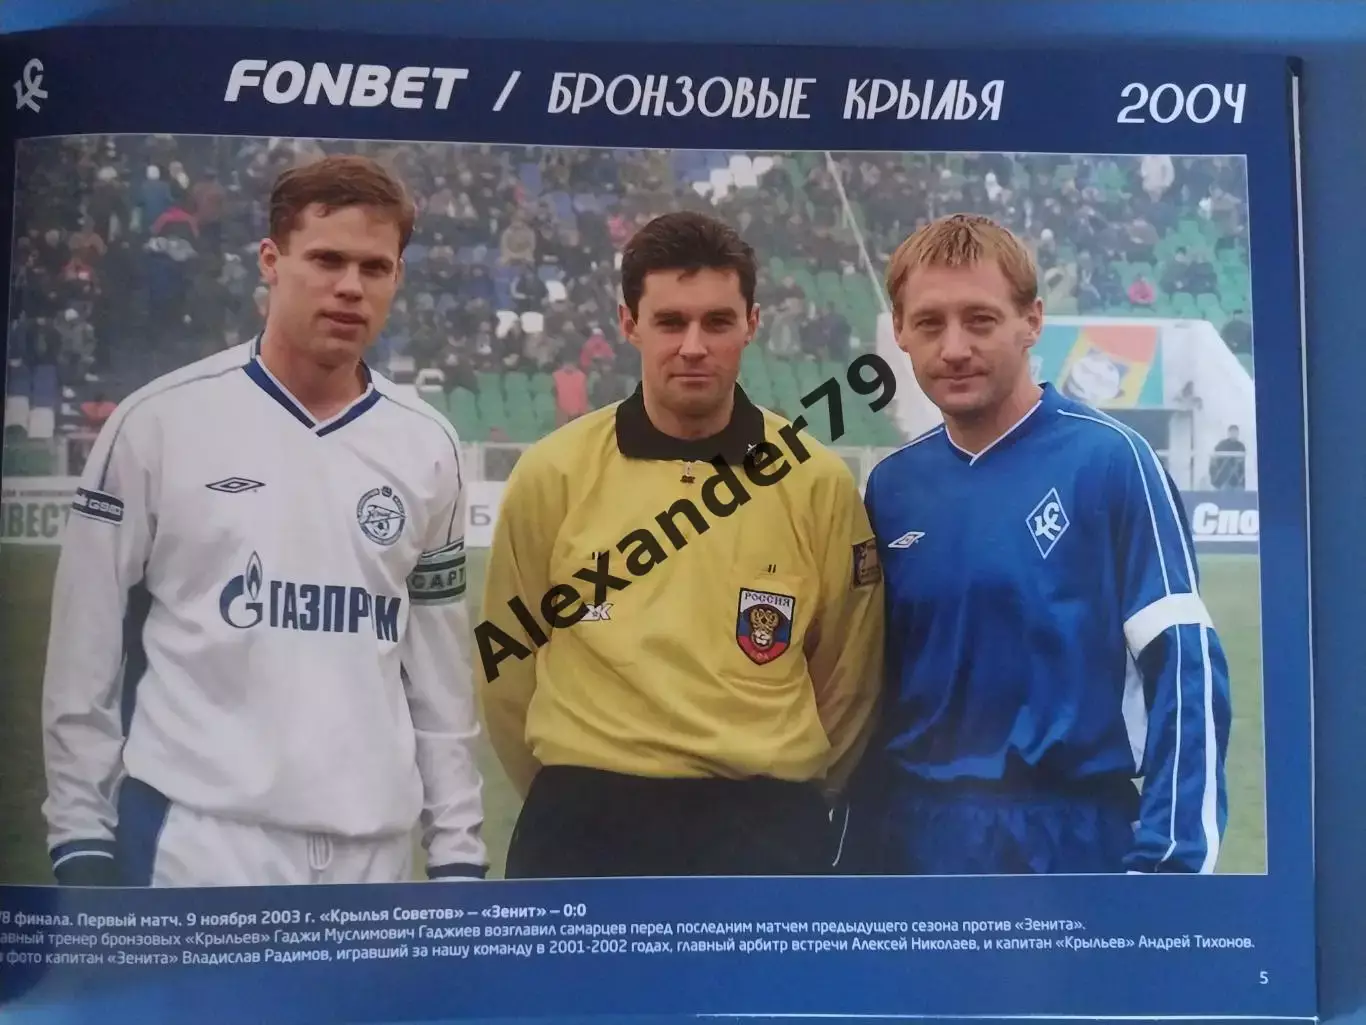 FONBET / БРОНЗОВЫЕ КРЫЛЬЯ 2004
ГАЗПРОМ
РОССИЯ
Спо
Alexander79
/8 финала. Первый матч. 9 ноября 2003 г. «Крылья Советов» – «Зенит» – 0:0
лавный тренер бронзовых «Крыльев» Гаджи Муслимович Гаджиев возглавил самарцев перед последним матчем предыдущего сезона против «Зенита».
фото капитан «Зенита» Владислав Радимов, игравший за нашу команду в 2001-2002 годах, главный арбитр встречи Алексей Николаев, и капитан «Крыльев» Андрей Тихонов.
5